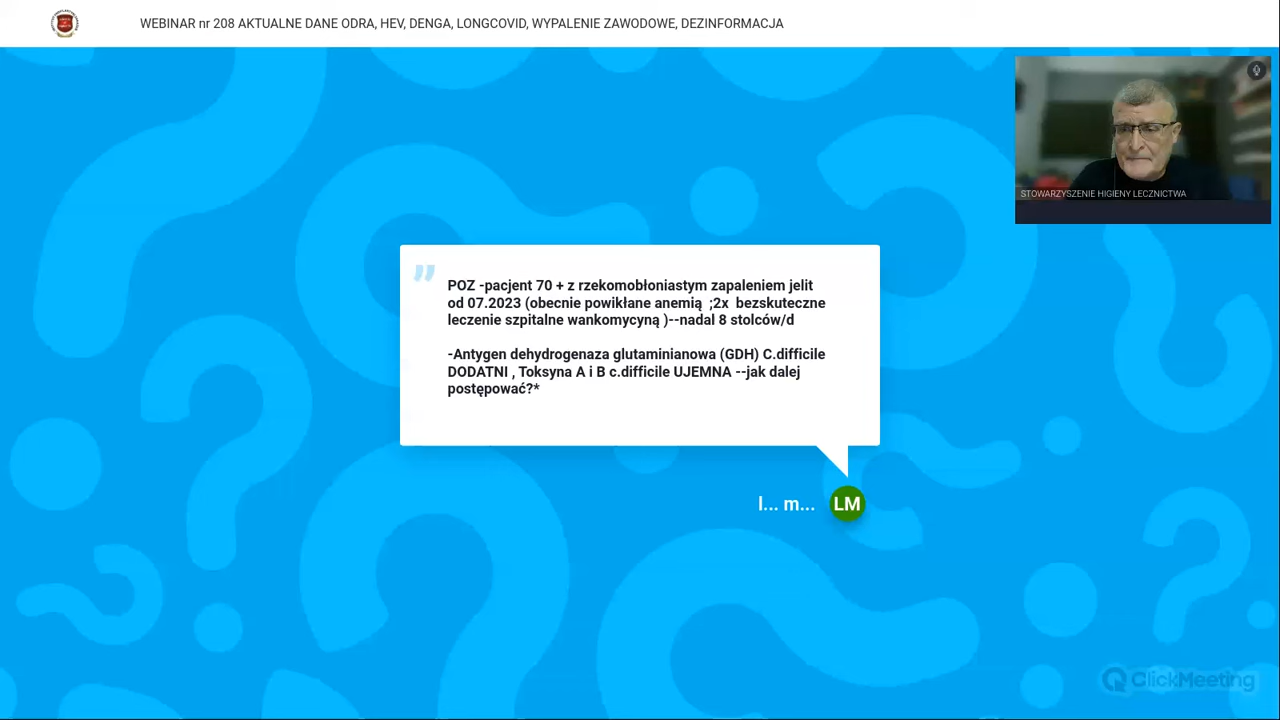 WEBINAR nr 208 AKTUALNE DANE ODRA, HEV, DENGA, LONGCOVID, WYPALENIE ZAWODOWE, DEZINFORMACJA
STOWARZYSZENIE HIGIENY LECZNICTWA
POZ -pacjent 70 + z rzekomobłoniastym zapaleniem jelit
od 07.2023 (obecnie powikłane anemią ;2x bezskuteczne
leczenie szpitalne wankomycyną )--nadal 8 stolców/d
-Antygen dehydrogenaza glutaminianowa (GDH) C.difficile
DODATNI , Toksyna A i B c.difficile UJEMNA --jak dalej
postępować?*
l... m... LM
ClickMeeting